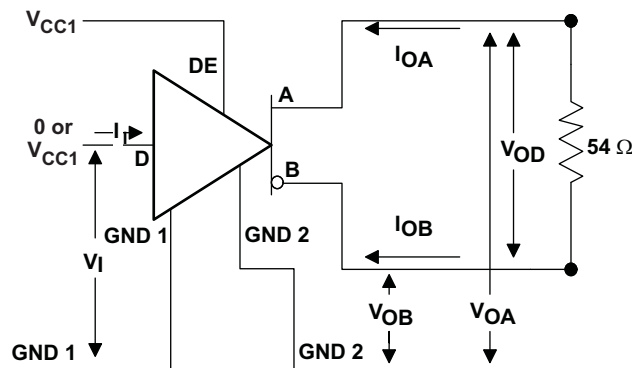 VCC1
DE
A
IOA
0 or
VCC1
II
D
B
VOD
54 Ω
GND 1
GND 2
IOB
VI
VOB
VOA
GND 1
GND 2